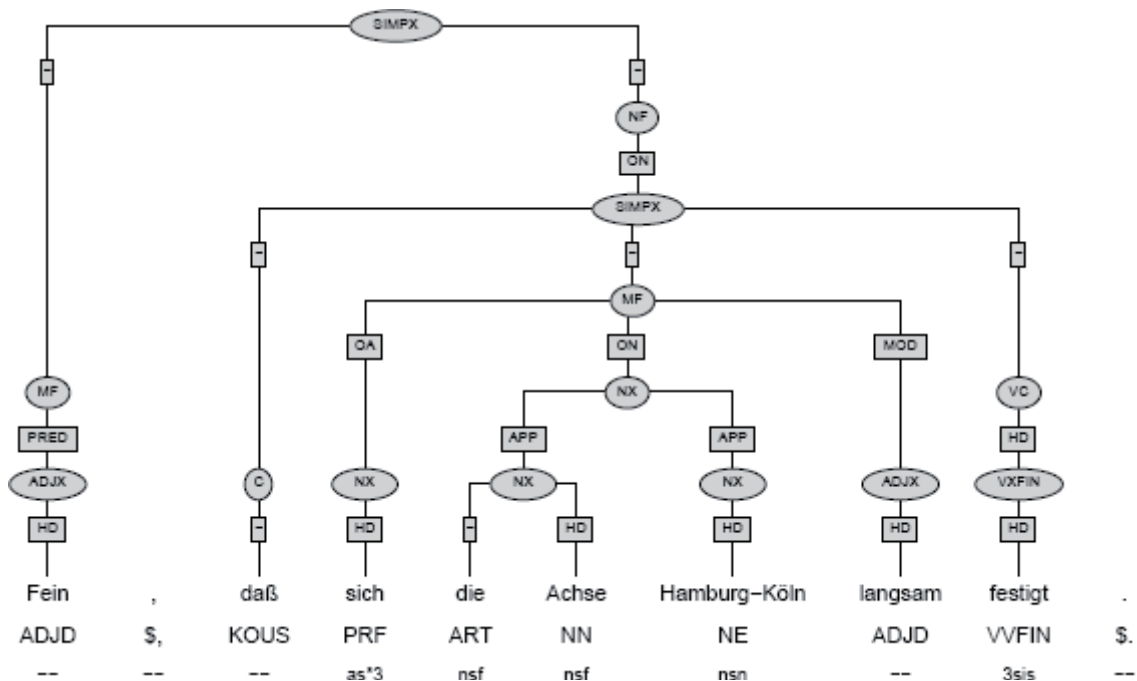 SIMPX
– –
NF
ON
SIMPX
– – –
MF
OA ON MOD
MF NX VC
PRED APP APP HD
ADJX C NX NX NX ADJX VXFIN
HD – HD – HD HD HD HD
Fein , daß sich die Achse Hamburg–Köln langsam festigt .
ADJD $, KOUS PRF ART NN NE ADJD VVFIN $.
–– –– –– as*3 nsf nsf nsn –– 3sis ––